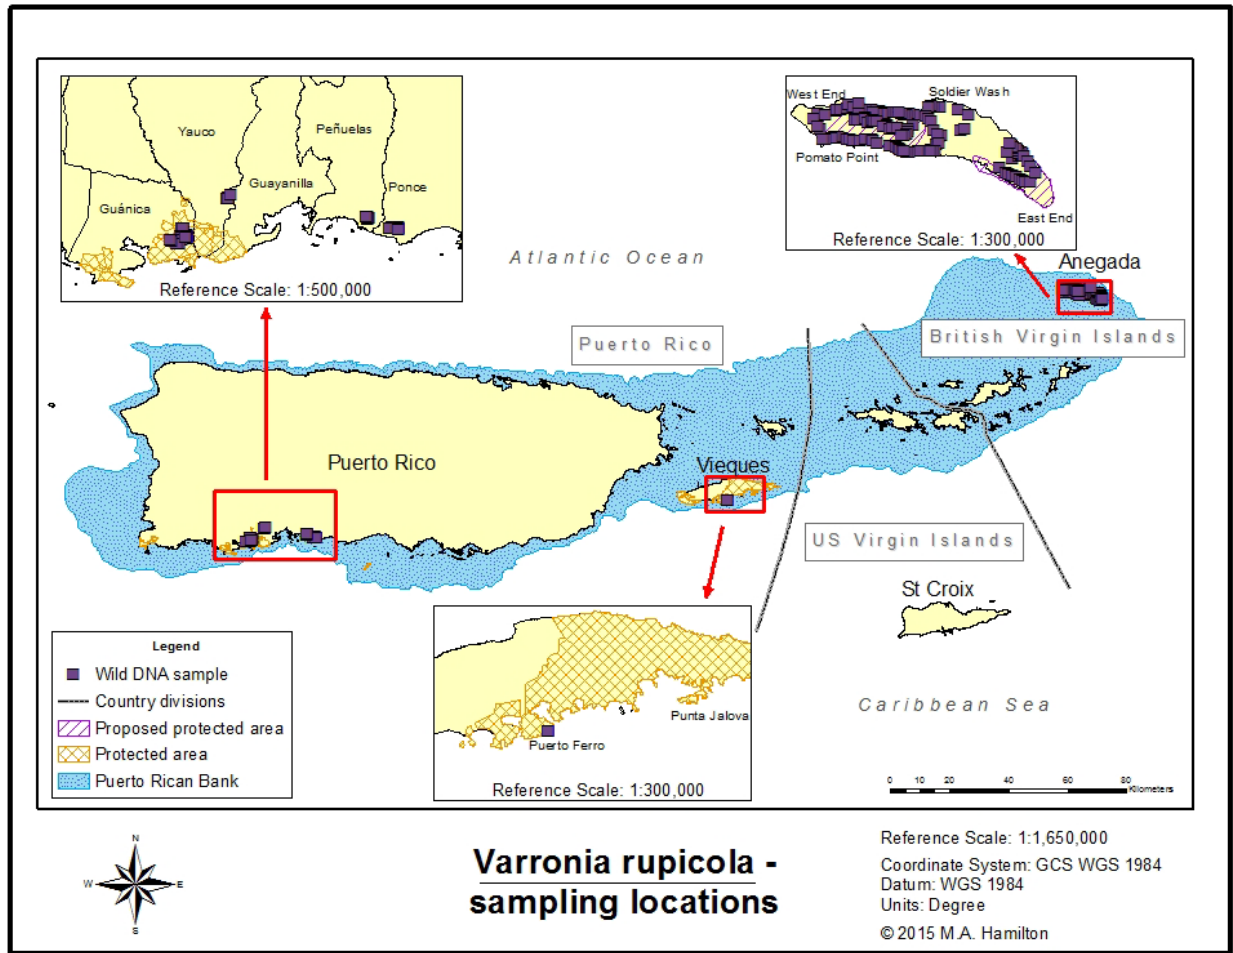 Yauco
Peñuelas
Guayanilla
Ponce
Guánica
Reference Scale: 1:500,000
West End
Soldier Wash
Pomato Point
East End
Reference Scale: 1:300,000
Atlantic Ocean
Anegada
Puerto Rico
British Virgin Islands
Puerto Rico
Vieques
US Virgin Islands
St Croix
Caribbean Sea
Punta Jalova
Puerto Ferro
Reference Scale: 1:300,000
Legend
Wild DNA sample
Country divisions
Proposed protected area
Protected area
Puerto Rican Bank
0 5 10 20 40 60 80
Kilometers
N
W E
S
Varronia rupicola -
sampling locations
Reference Scale: 1:1,650,000
Coordinate System: GCS WGS 1984
Datum: WGS 1984
Units: Degree
© 2015 M.A. Hamilton